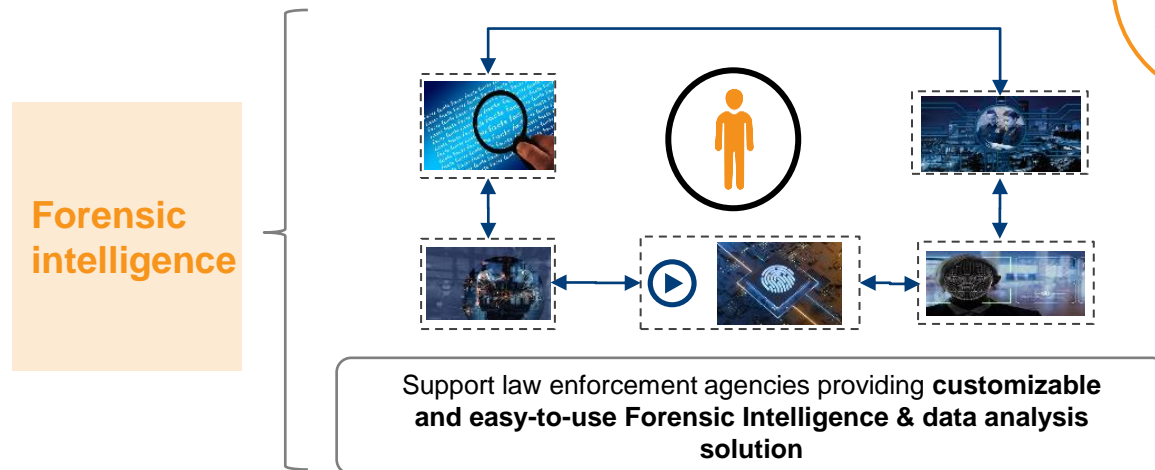 Forensic
intelligence
Support law enforcement agencies providing customizable
and easy-to-use Forensic Intelligence & data analysis
solution